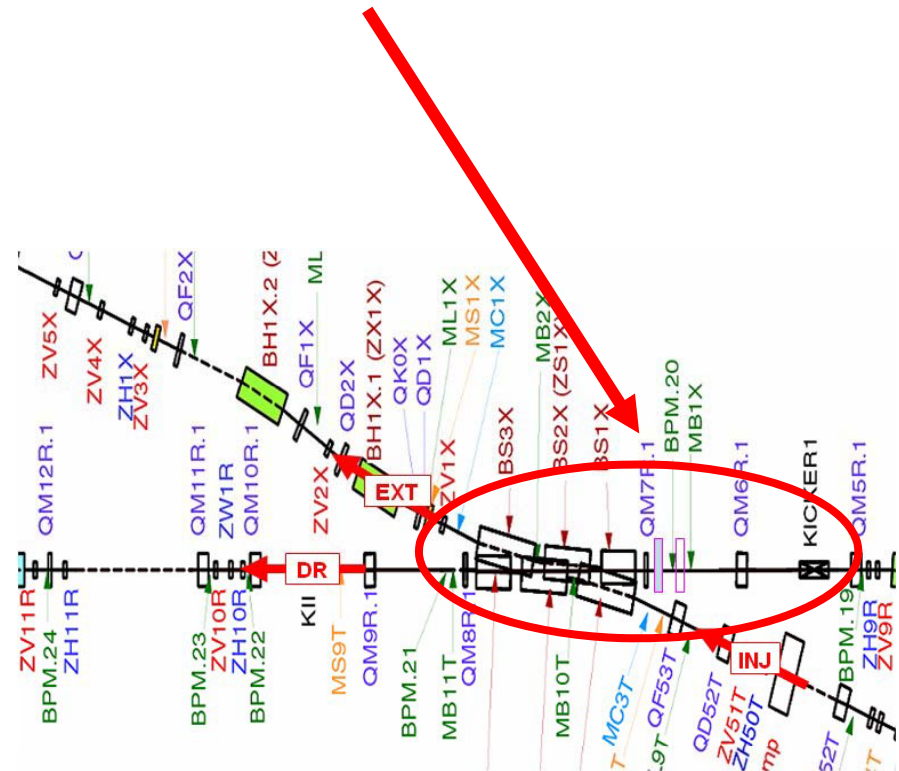 ZV5X
ZV4X
ZH1X
ZV3X
QF2X
BH1X.2 (Z
ML
QF1X
QD2X
ZV2X
BH1X.1 (ZX1X)
QK0X
QD1X
ML1X
MS1X
MC1X
ZV1X
BS3X
MB2X
BS2X (ZS1X)
BS1X
QM7R.1
BPM.20
MB1X
QM6R.1
KICKER1
QM5R.1
EXT
DR
INJ
QM12R.1
QM11R.1
ZW1R
QM10R.1
ZV11R
BPM.24
ZH11R
BPM.23
ZV10R
ZH10R
BPM.22
KII
MS9T
QM9R.1
BPM.21
MB11T
QM8R.1
MB10T
MC3T
QF53T
L9T
QD52T
ZV51T
ZH50T
mp
52T
BPM.19
ZH9R
ZV9R
T